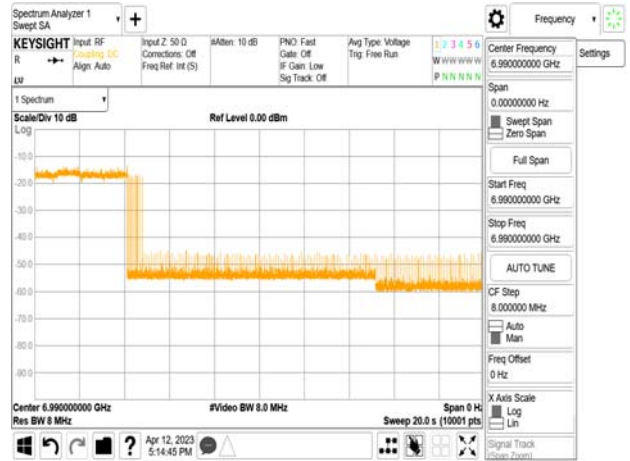 Spectrum Analyzer 1
Swept SA
+
Frequency
KEYSIGHT
Input: RF
Coupling: DC
Align: Auto
Input Z: 50 Ω
Corrections: Off
Freq Ref: Int (S)
#Atten: 10 dB
PNO: Fast
Gate: Off
IF Gain: Low
Sig Track: Off
Avg Type: Voltage
Trig: Free Run
1 2 3 4 5 6
W W W W W W
P N N N N N
R
LXI
Center Frequency
6.990000000 GHz
Settings
Span
0.00000000 Hz
Swept Span
Zero Span
Full Span
Start Freq
6.990000000 GHz
Stop Freq
6.990000000 GHz
AUTO TUNE
CF Step
8.000000 MHz
Auto
Man
Freq Offset
0 Hz
X Axis Scale
Log
Lin
Signal Track
(Span Zoom)
1 Spectrum
Scale/Div 10 dB
Ref Level 0.00 dBm
Log
-10.0
-20.0
-30.0
-40.0
-50.0
-60.0
-70.0
-80.0
-90.0
Center 6.990000000 GHz
#Video BW 8.0 MHz
Span 0 Hz
Res BW 8 MHz
Sweep 20.0 s (10001 pts
?
Apr 12, 2023
5:14:45 PM